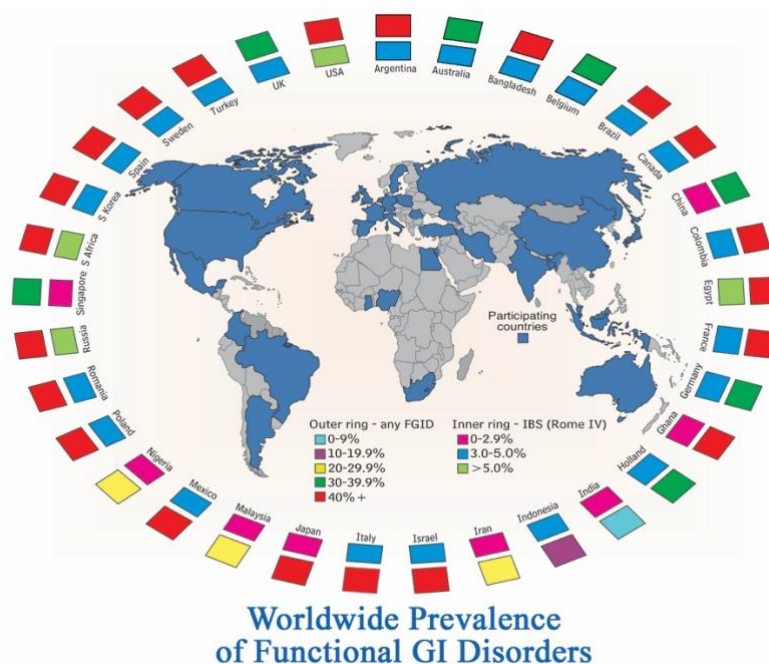 USA
Argentina
Australia
Bangladesh
Belgium
Brazil
Canada
China
Colombia
Egypt
France
Germany
Ghana
Holland
India
Indonesia
Iran
Israel
Italy
Japan
Malaysia
Mexico
Nigeria
Poland
Romania
Russia
Singapore
S Africa
S Korea
Spain
Sweden
Turkey
UK
Participating
countries
Outer ring - any FGID
0-9%
10-19.9%
20-29.9%
30-39.9%
40% +
Inner ring - IBS (Rome IV)
0-2.9%
3.0-5.0%
>5.0%
Worldwide Prevalence
of Functional GI Disorders